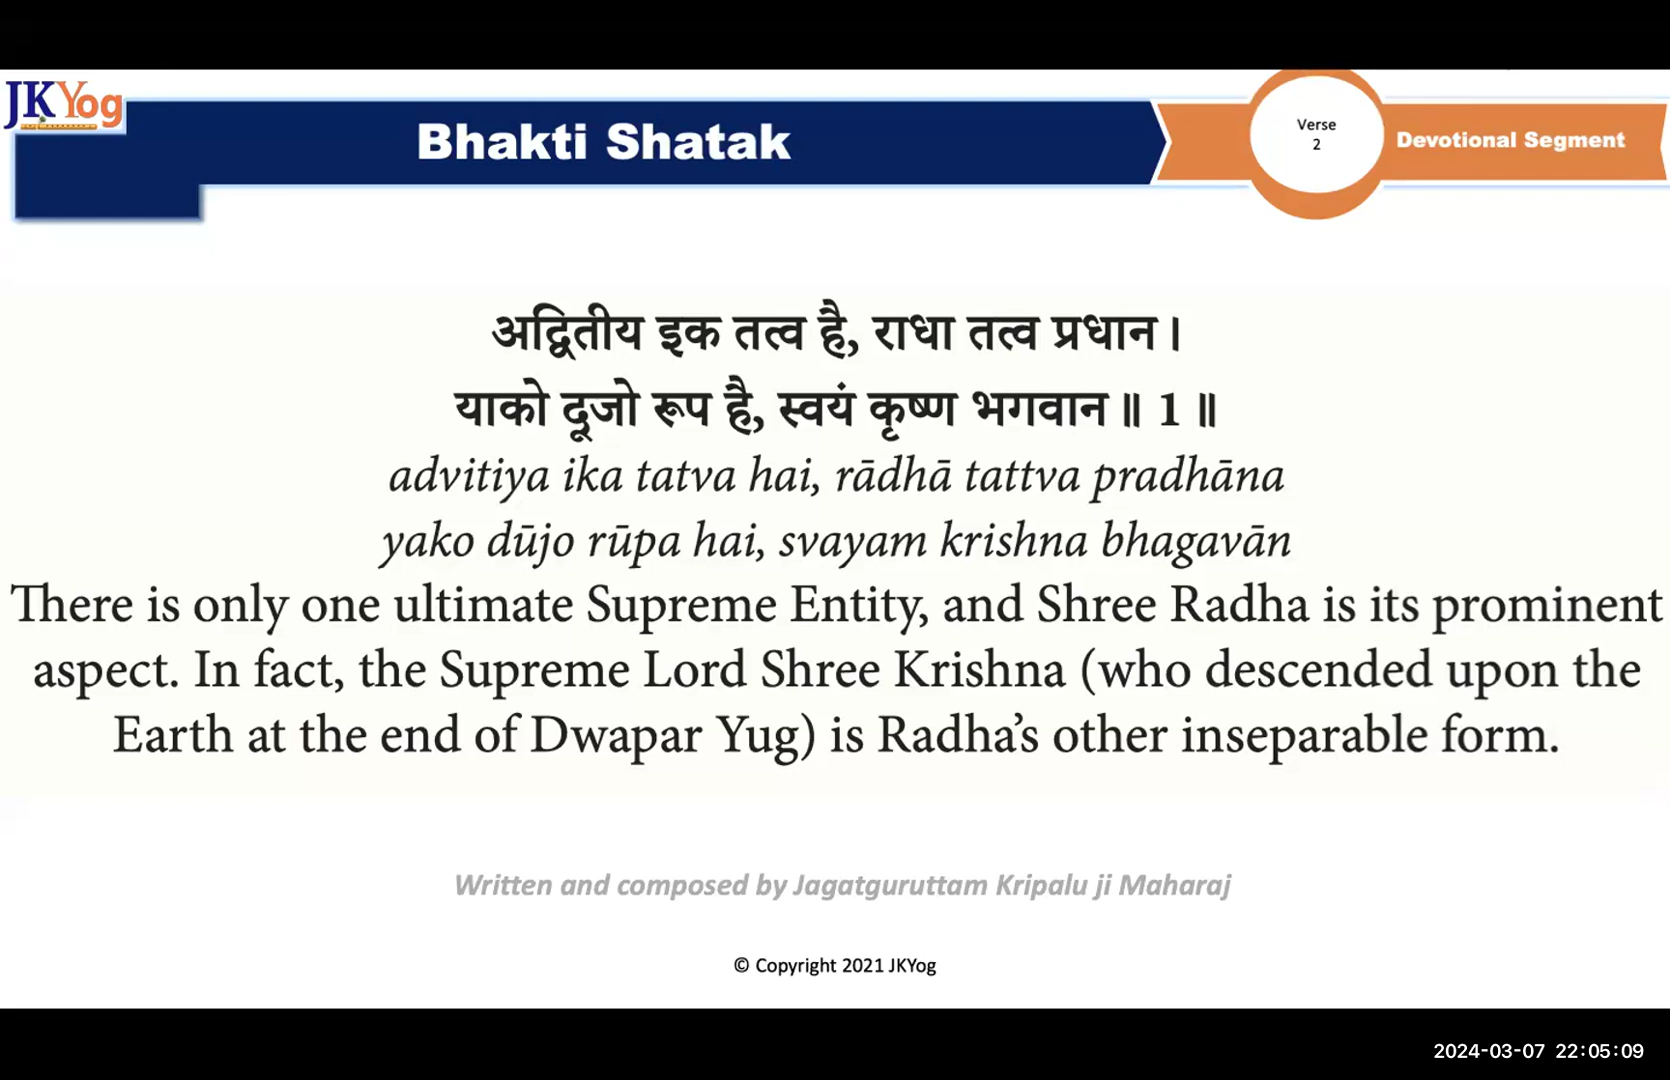 JKYog
Bhakti Shatak
Verse
2
Devotional Segment
अद्वितीय इक तत्व है, राधा तत्व प्रधान ।
याको दूजो रूप है, स्वयं कृष्ण भगवान ॥ 1 ॥
advitiya ika tatva hai, rādhā tattva pradhāna
yako dūjo rūpa hai, svayam krishna bhagavān
There is only one ultimate Supreme Entity, and Shree Radha is its prominent
aspect. In fact, the Supreme Lord Shree Krishna (who descended upon the
Earth at the end of Dwapar Yug) is Radha’s other inseparable form.
Written and composed by Jagatguruttam Kripalu ji Maharaj
© Copyright 2021 JKYog
2024-03-07 22:05:09